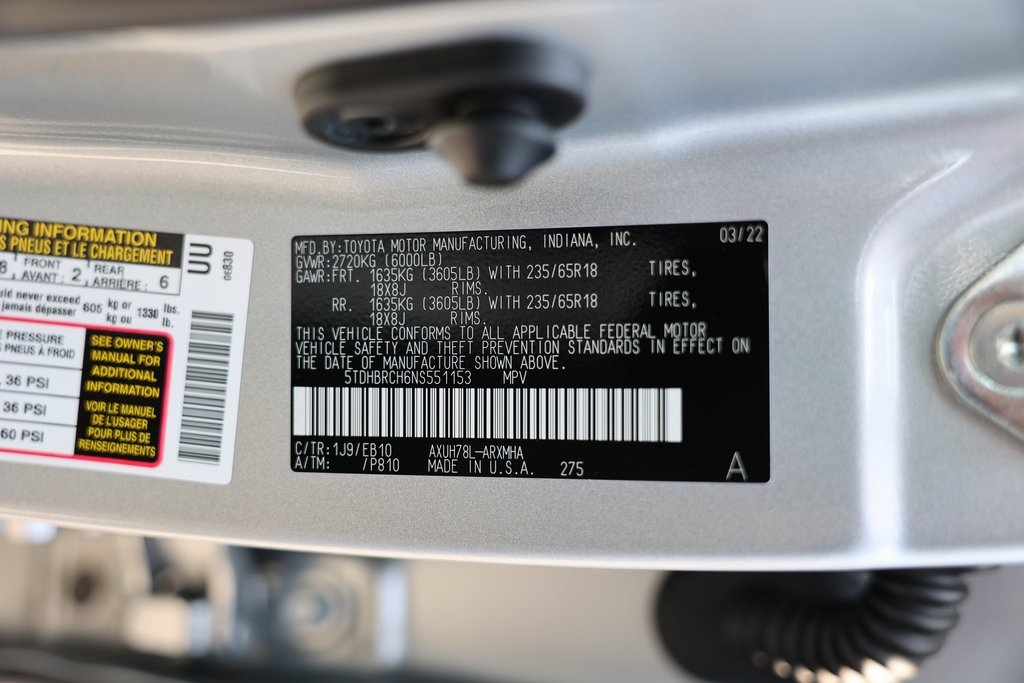 NG INFORMATION
S PNEUS ET LE CHARGEMENT
8 FRONT AVANT: 2, REAR ARRIÈRE: 6
never exceed 605 kg or 1330 lbs.
jamais dépasser kg ou lb.
PRESSURE
PNEUS À FROID
36 PSI
36 PSI
60 PSI
SEE OWNER'S
MANUAL FOR
ADDITIONAL
INFORMATION
VOIR LE MANUEL
DE L'USAGER
POUR PLUS DE
RENSEIGNEMENTS
UU
0E830
MFD.BY:TOYOTA MOTOR MANUFACTURING, INDIANA, INC. 03/22
GVWR:2720KG (6000LB)
GAWR:FRT. 1635KG (3605LB) WITH 235/65R18 TIRES,
18X8J RIMS.
RR. 1635KG (3605LB) WITH 235/65R18 TIRES,
18X8J RIMS.
THIS VEHICLE CONFORMS TO ALL APPLICABLE FEDERAL MOTOR
VEHICLE SAFETY AND THEFT PREVENTION STANDARDS IN EFFECT ON
THE DATE OF MANUFACTURE SHOWN ABOVE.
5TDHBRCH6NS551153 MPV
C/TR:1J9/EB10 AXUH78L-ARXMHA
A/TM: /P810 MADE IN U.S.A. 275 A